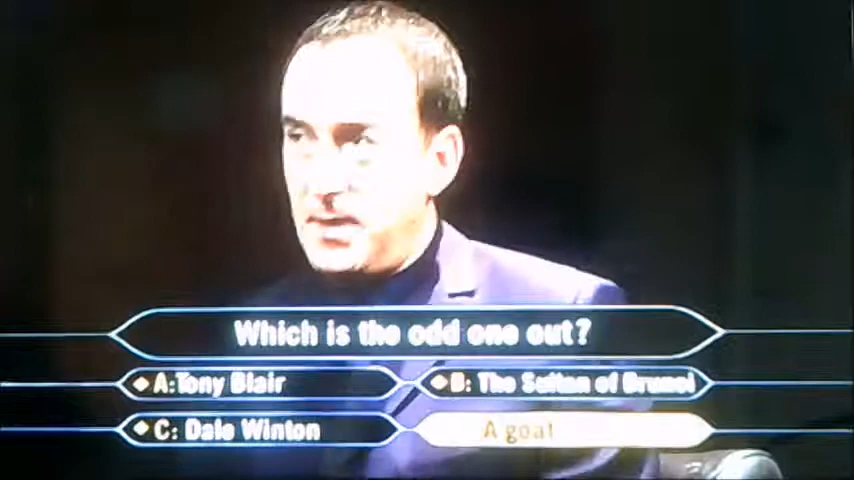 Which is the odd one out?
A:Tony Blair
B: The Sultan of Brunei
C: Dale Winton
A goat